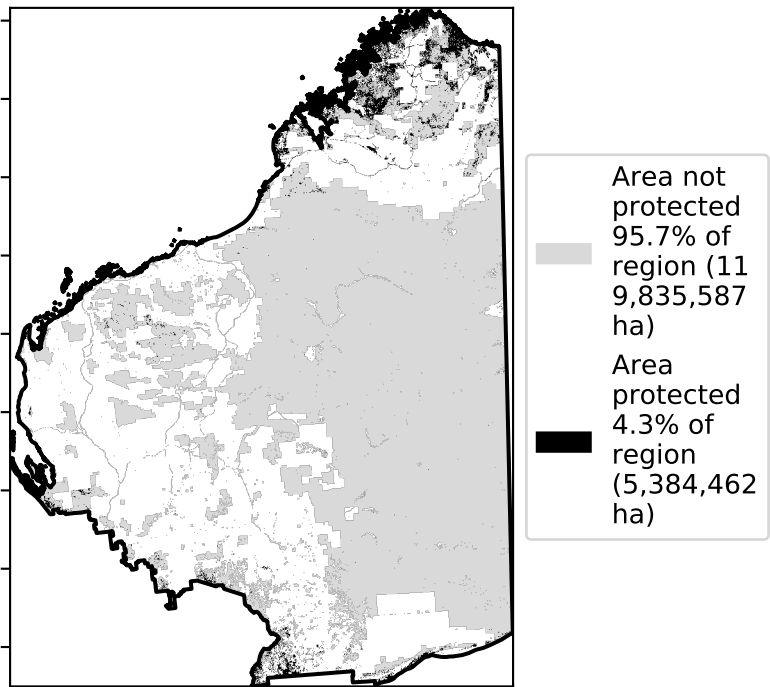 Area not
protected
95.7% of
region (11
9,835,587
ha)
Area
protected
4.3% of
region
(5,384,462
ha)